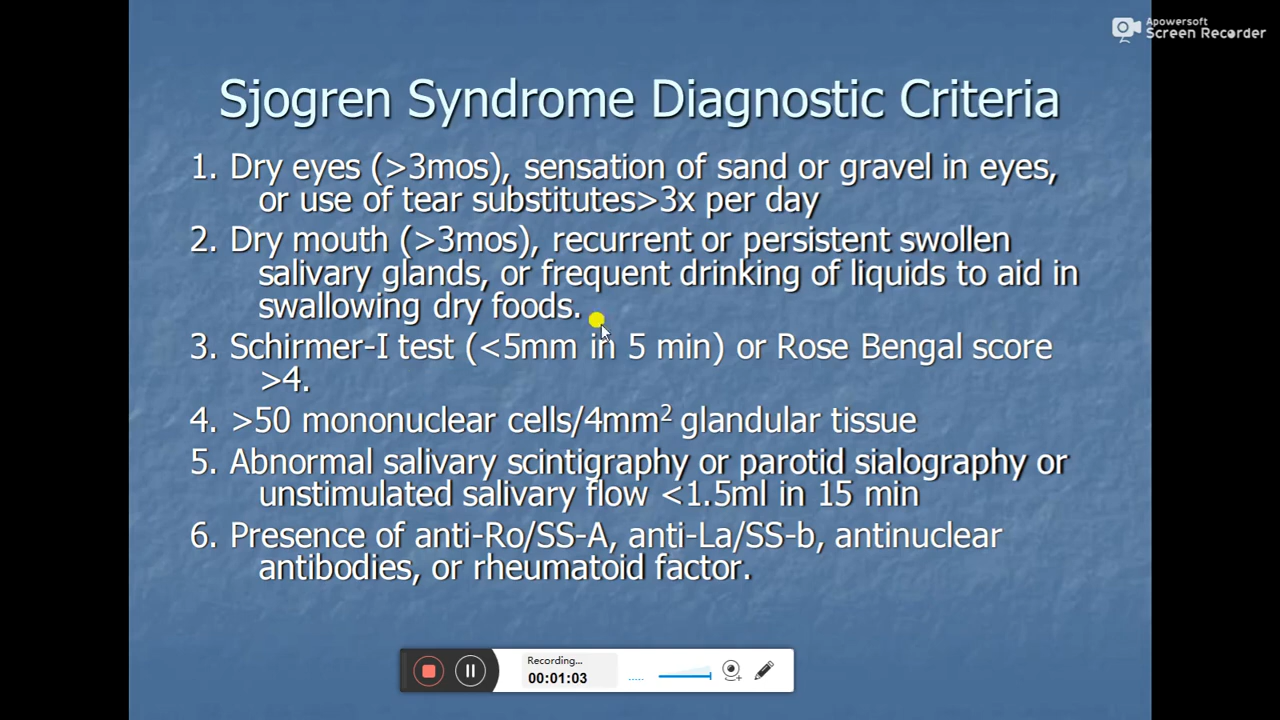 Apowersoft
Screen Recorder
Sjogren Syndrome Diagnostic Criteria
1. Dry eyes (>3mos), sensation of sand or gravel in eyes,
or use of tear substitutes>3x per day
2. Dry mouth (>3mos), recurrent or persistent swollen
salivary glands, or frequent drinking of liquids to aid in
swallowing dry foods.
3. Schirmer-I test (<5mm in 5 min) or Rose Bengal score
>4.
4. >50 mononuclear cells/4mm² glandular tissue
5. Abnormal salivary scintigraphy or parotid sialography or
unstimulated salivary flow <1.5ml in 15 min
6. Presence of anti-Ro/SS-A, anti-La/SS-b, antinuclear
antibodies, or rheumatoid factor.
Recording...
00:01:03